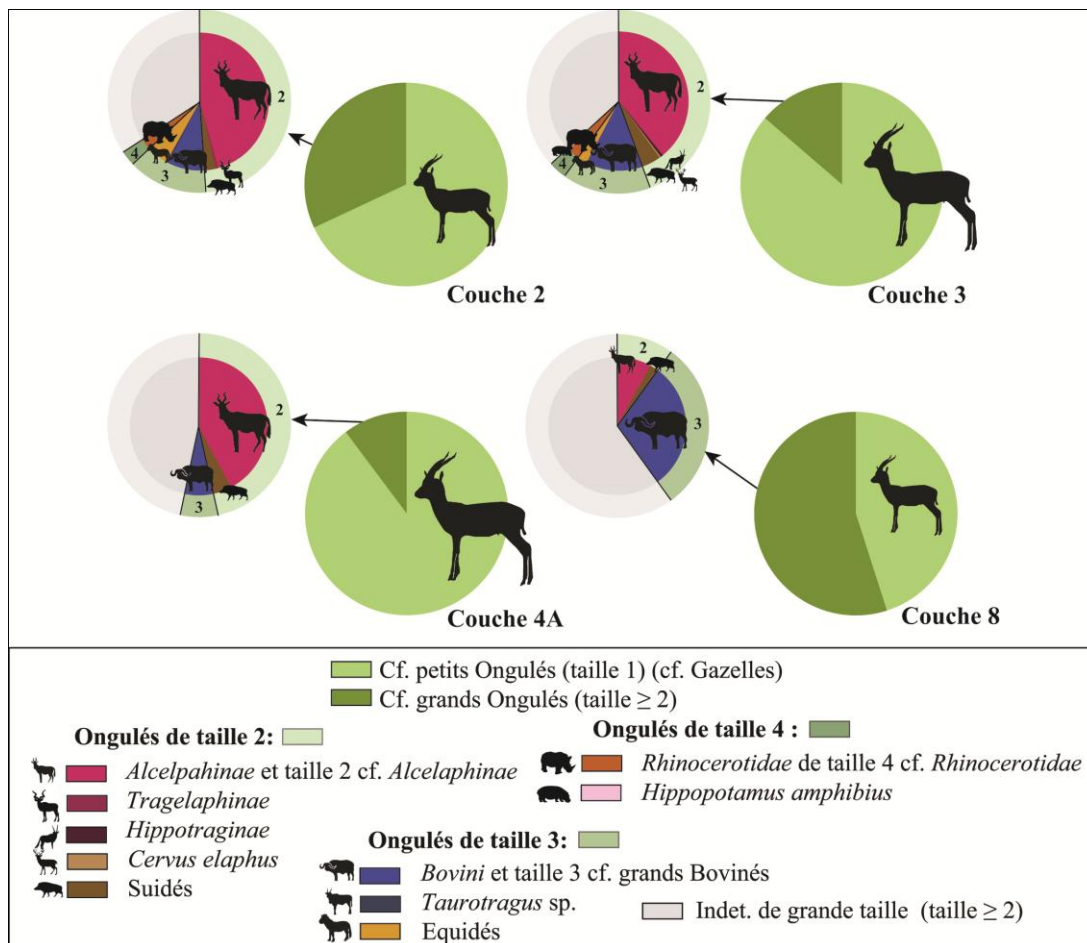 2
3
4
Couche 2
2
3
4
Couche 3
2
3
Couche 4A
2
3
Couche 8
Cf. petits Ongulés (taille 1) (cf. Gazelles)
Cf. grands Ongulés (taille ≥ 2)
Ongulés de taille 2:
Alcelpahinae et taille 2 cf. Alcelaphinae
Tragelaphinae
Hippotraginae
Cervus elaphus
Suidés
Ongulés de taille 4 :
Rhinocerotidae de taille 4 cf. Rhinocerotidae
Hippopotamus amphibius
Ongulés de taille 3:
Bovini et taille 3 cf. grands Bovinés
Taurotragus sp.
Equidés
Indet. de grande taille (taille ≥ 2)